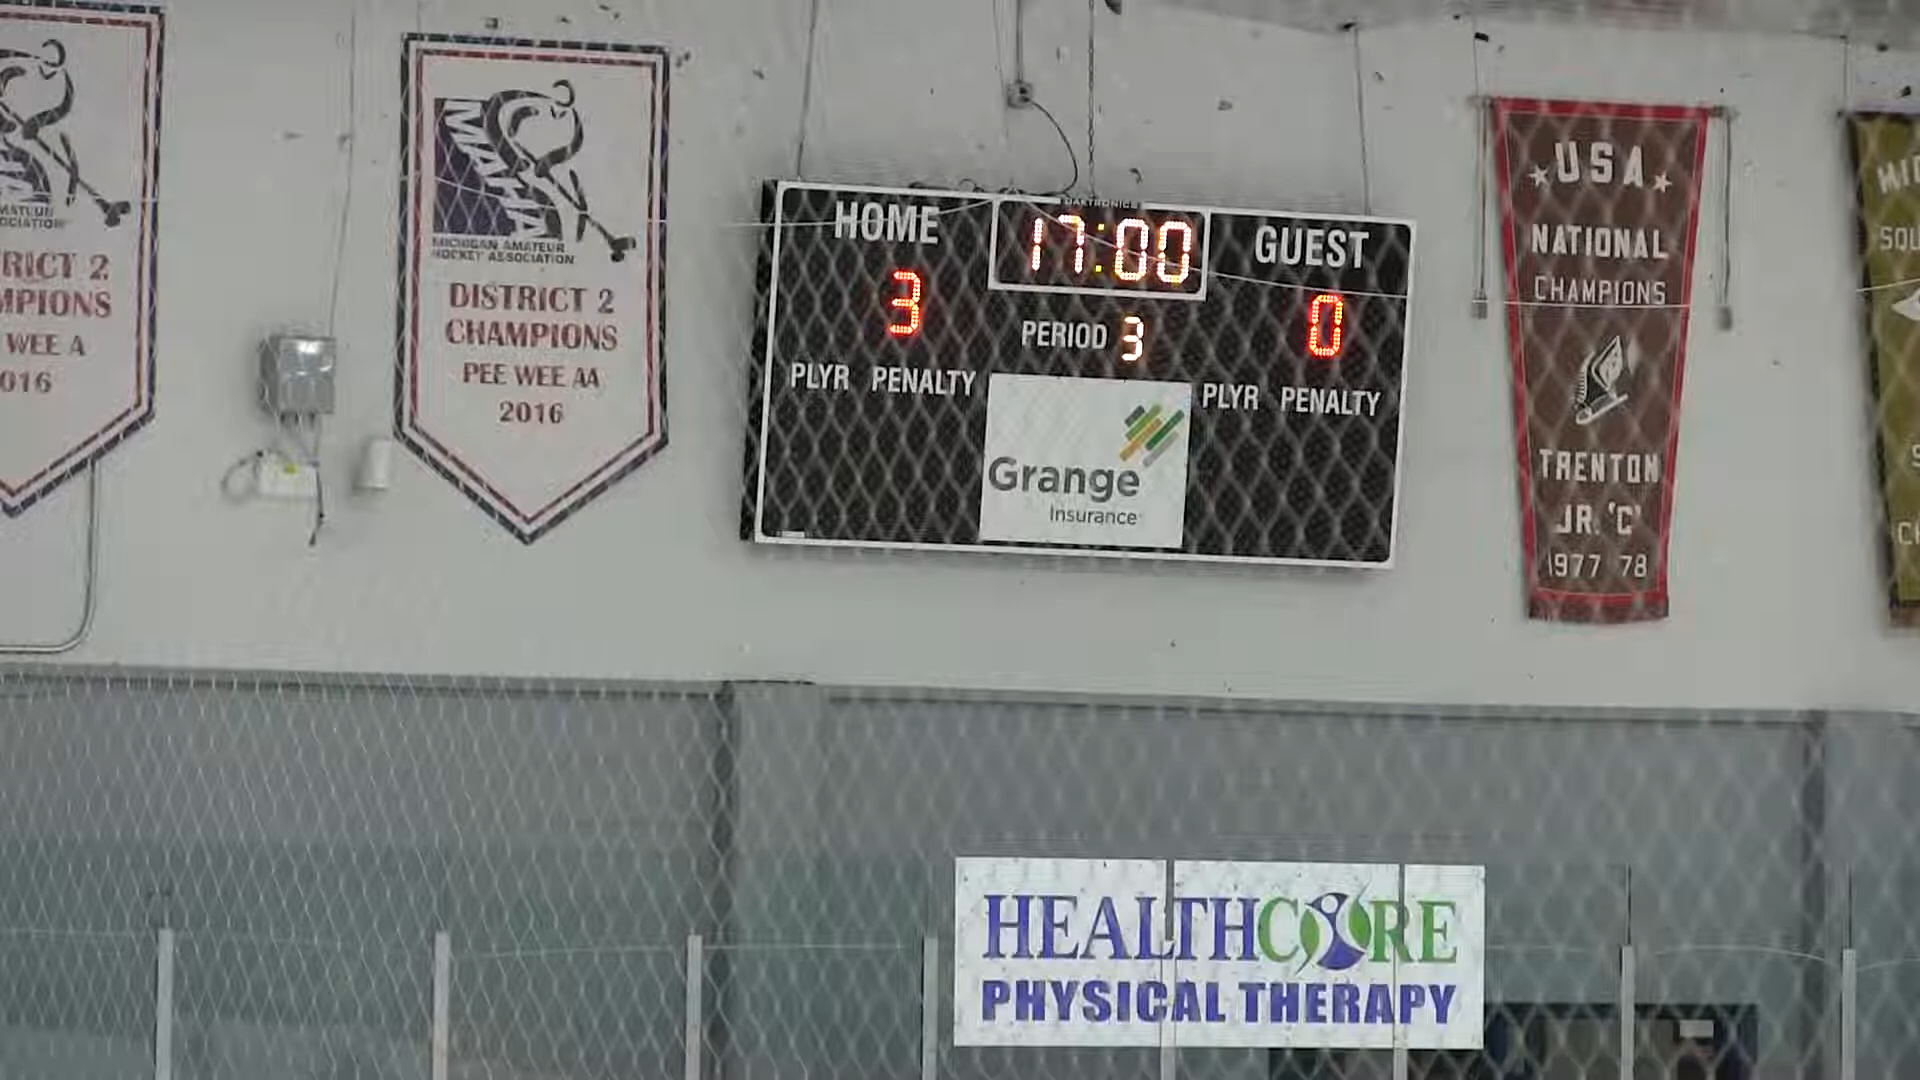 MAHA
MICHIGAN AMATEUR
HOCKEY ASSOCIATION
DISTRICT 2
CHAMPIONS
PEE WEE AA
2016
RICT 2
MPIONS
WEE A
016
DAKTRONICS
HOME 17:00 GUEST
3 PERIOD 3 0
PLYR PENALTY PLYR PENALTY
Grange
Insurance
USA
NATIONAL
CHAMPIONS
TRENTON
JR. 'C'
1977 78
HEALTHCORE
PHYSICAL THERAPY